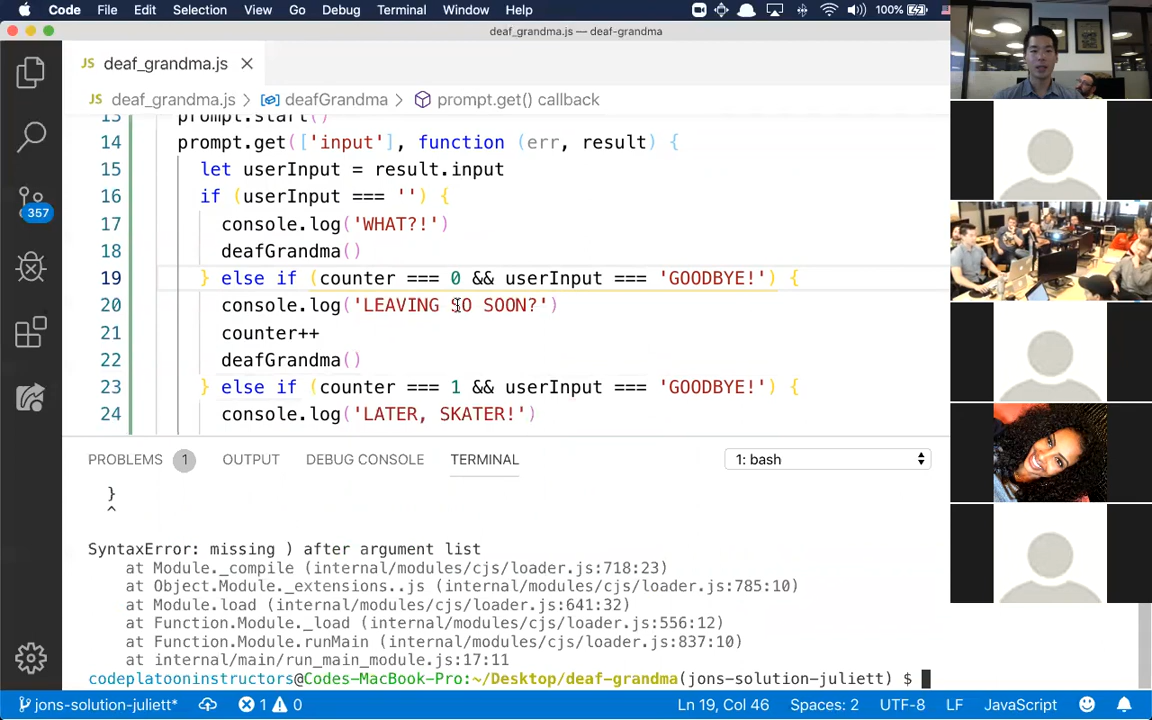 Code File Edit Selection View Go Debug Terminal Window Help 100%
deaf_grandma.js — deaf-grandma
JS deaf_grandma.js
JS deaf_grandma.js > deafGrandma > prompt.get() callback
13 prompt.start()
14 prompt.get(['input'], function (err, result) {
15 let userInput = result.input
16 if (userInput === '') {
17 console.log('WHAT?!')
18 deafGrandma()
19 } else if (counter === 0 && userInput === 'GOODBYE!') {
20 console.log('LEAVING SO SOON?')
21 counter++
22 deafGrandma()
23 } else if (counter === 1 && userInput === 'GOODBYE!') {
24 console.log('LATER, SKATER!')
357
PROBLEMS 1 OUTPUT DEBUG CONSOLE TERMINAL 1: bash
}
^
SyntaxError: missing ) after argument list
at Module._compile (internal/modules/cjs/loader.js:718:23)
at Object.Module._extensions..js (internal/modules/cjs/loader.js:785:10)
at Module.load (internal/modules/cjs/loader.js:641:32)
at Function.Module._load (internal/modules/cjs/loader.js:556:12)
at Function.Module.runMain (internal/modules/cjs/loader.js:837:10)
at internal/main/run_main_module.js:17:11
codeplatooninstructors@Codes-MacBook-Pro:~/Desktop/deaf-grandma(jons-solution-juliett) $
jons-solution-juliett* 1 0 Ln 19, Col 46 Spaces: 2 UTF-8 LF JavaScript